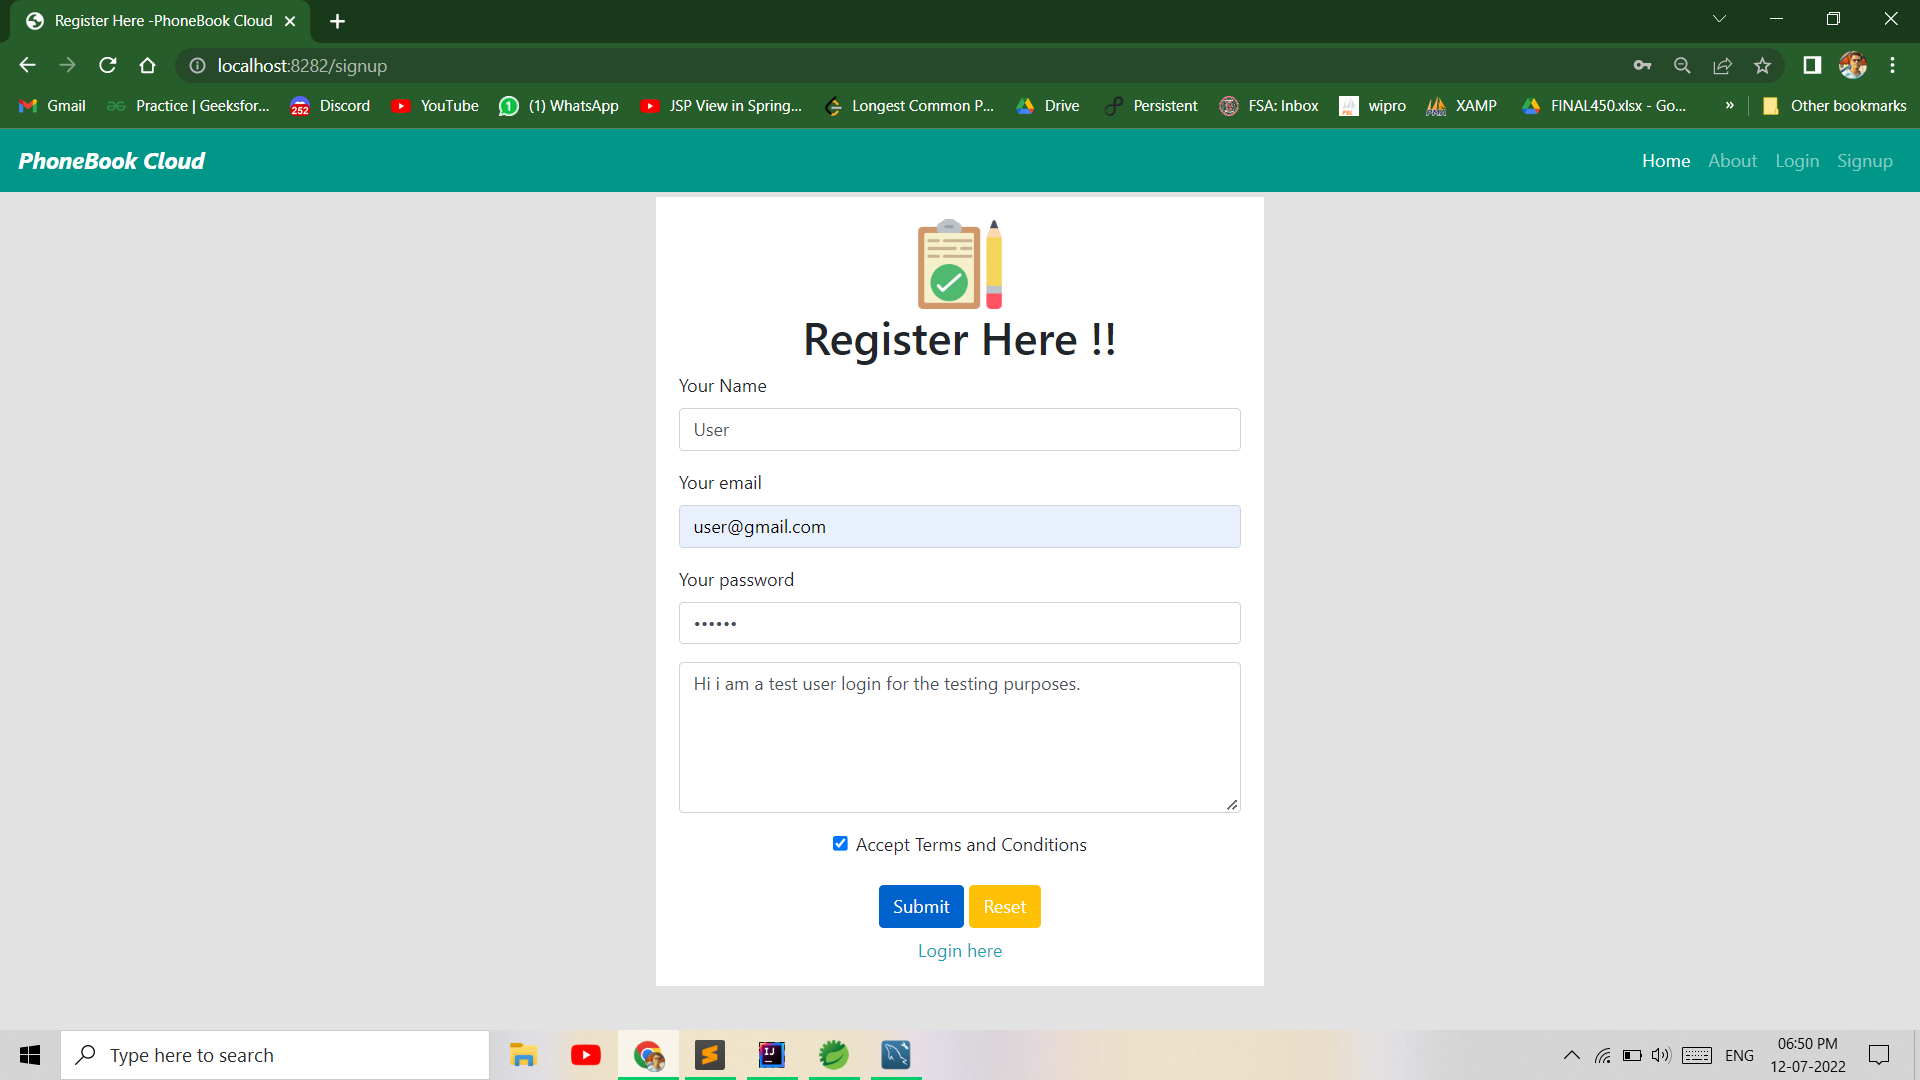 Register Here -PhoneBook Cloud
localhost:8282/signup
Gmail
Practice | Geeksfor...
252
Discord
YouTube
1
(1) WhatsApp
JSP View in Spring...
Longest Common P...
Drive
Persistent
FSA: Inbox
wipro
XAMP
FINAL450.xlsx - Go...
»
Other bookmarks
PhoneBook Cloud
Home
About
Login
Signup
Register Here !!
Your Name
User
Your email
user@gmail.com
Your password
••••••
Hi i am a test user login for the testing purposes.
Accept Terms and Conditions
Submit
Reset
Login here
Type here to search
IJ
ENG
06:50 PM
12-07-2022